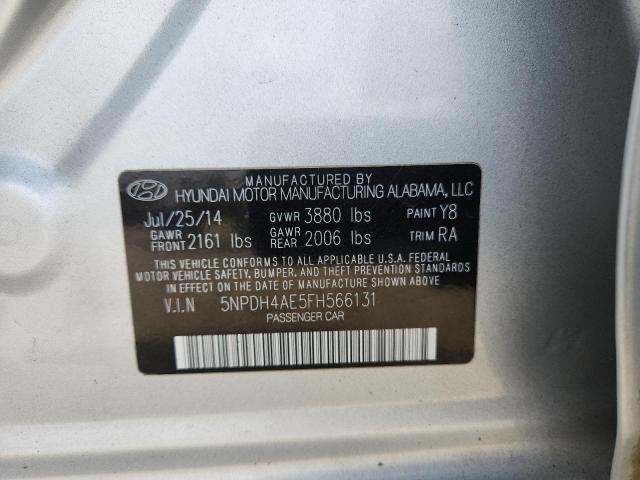 MANUFACTURED BY
HYUNDAI MOTOR MANUFACTURING ALABAMA, LLC
Jul/25/14 GVWR 3880 lbs PAINT Y8
GAWR FRONT 2161 lbs GAWR REAR 2006 lbs TRIM RA
THIS VEHICLE CONFORMS TO ALL APPLICABLE U.S.A. FEDERAL
MOTOR VEHICLE SAFETY, BUMPER, AND THEFT PREVENTION STANDARDS
IN EFFECT ON THE DATE OF MANUFACTURE SHOWN ABOVE.
V.I.N 5NPDH4AE5FH566131
PASSENGER CAR